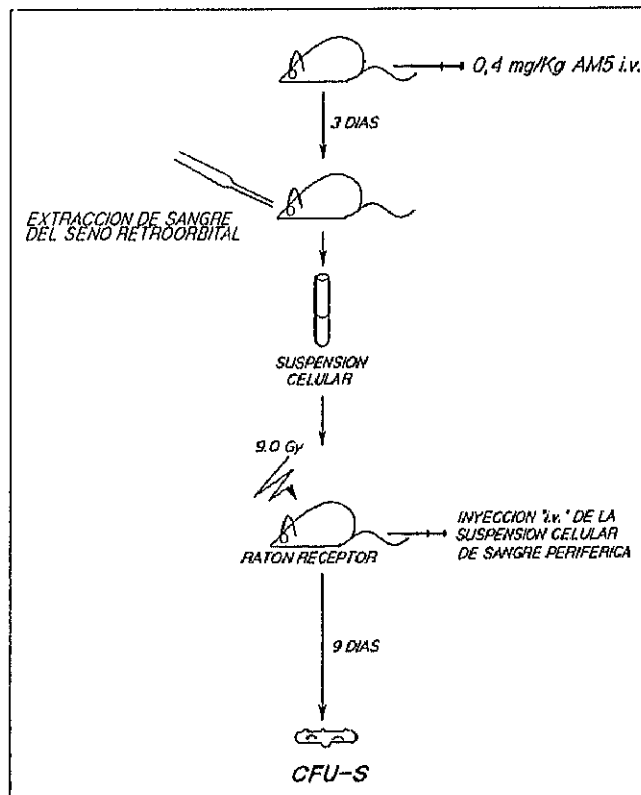 0,4 mg/Kg AM5 i.v.
3 DIAS
EXTRACCION DE SANGRE
DEL SENO RETROORBITAL
SUSPENSION
CELULAR
9.0 Gy
RATON RECEPTOR
INYECCION "i.v." DE LA
SUSPENSION CELULAR
DE SANGRE PERIFERICA
9 DIAS
CFU-S